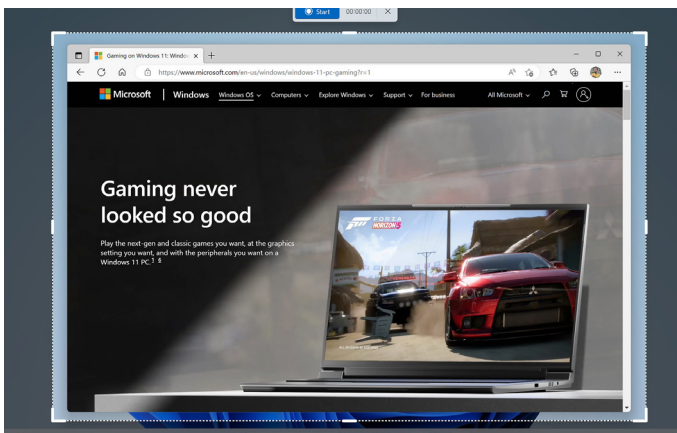 Start 00:00:00
Gaming on Windows 11: Window
https://www.microsoft.com/en-us/windows/windows-11-pc-gaming?r=1
Microsoft Windows Windows OS Computers Explore Windows Support For business All Microsoft
Gaming never
looked so good
Play the next-gen and classic games you want, at the graphics
setting you want, and with the peripherals you want on a
Windows 11 PC.1 6
FORZA
HORIZON 5